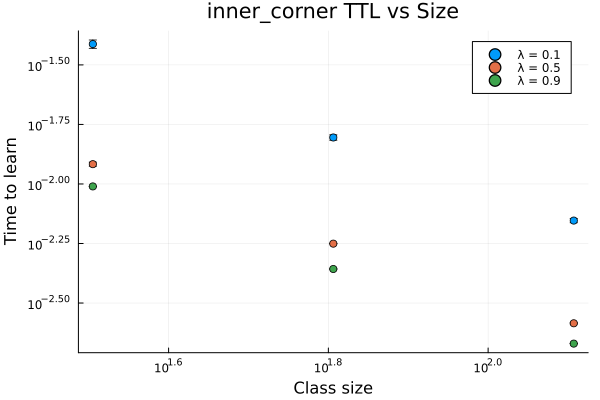 inner_corner TTL vs Size
Time to learn
10^-1.50
10^-1.75
10^-2.00
10^-2.25
10^-2.50
λ = 0.1
λ = 0.5
λ = 0.9
10^1.6
10^1.8
10^2.0
Class size